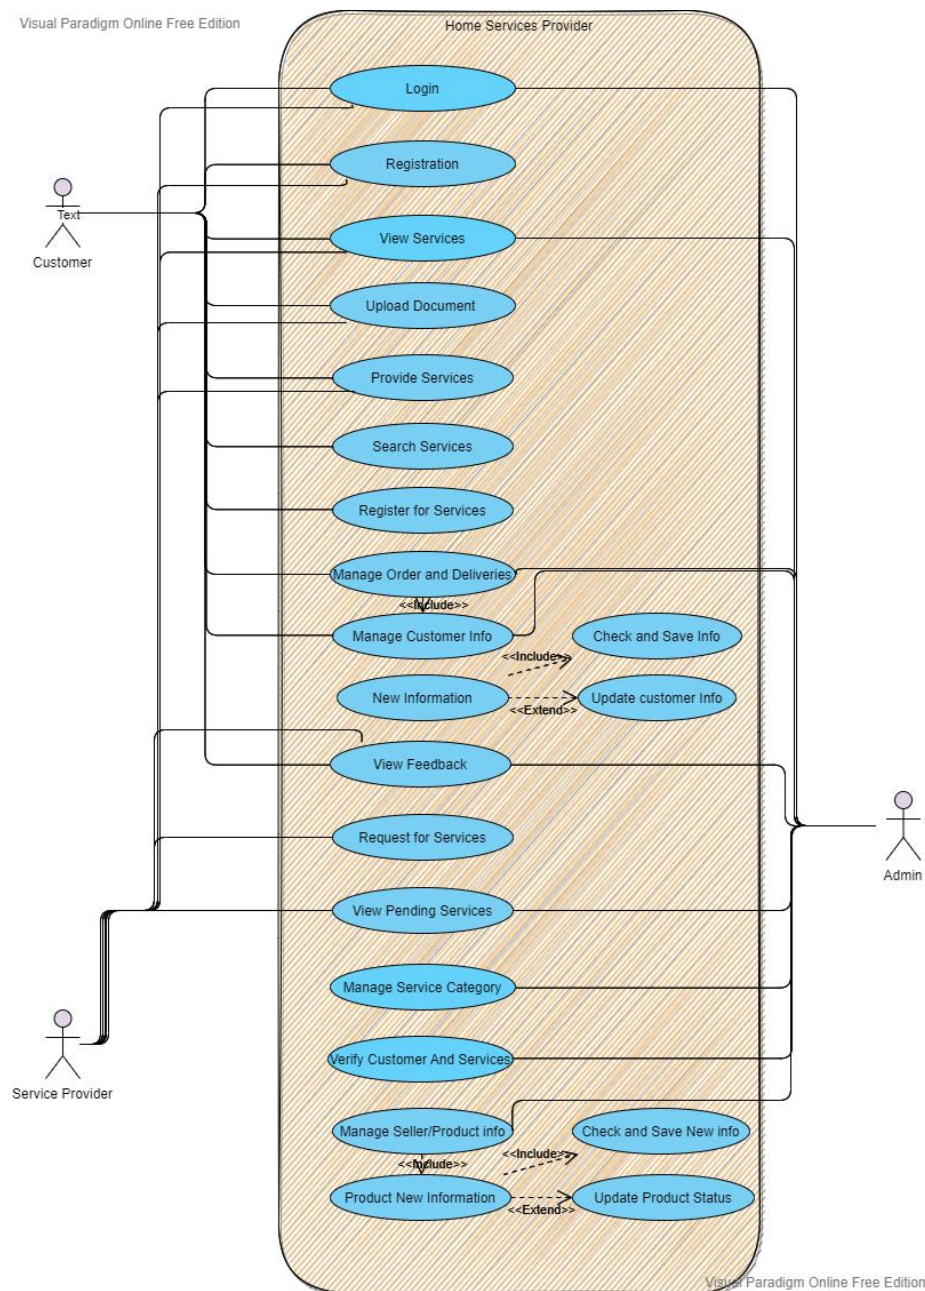 Visual Paradigm Online Free Edition
Home Services Provider
Login
Registration
Text
Customer
View Services
Upload Document
Provide Services
Search Services
Register for Services
Manage Order and Deliveries
<<Include>>
Manage Customer Info
Check and Save Info
<<Include>>
New Information
Update customer Info
<<Extend>>
View Feedback
Request for Services
Admin
View Pending Services
Manage Service Category
Verify Customer And Services
Service Provider
Manage Seller/Product info
Check and Save New info
<<Include>>
<<Include>>
Product New Information
Update Product Status
<<Extend>>
Visual Paradigm Online Free Edition